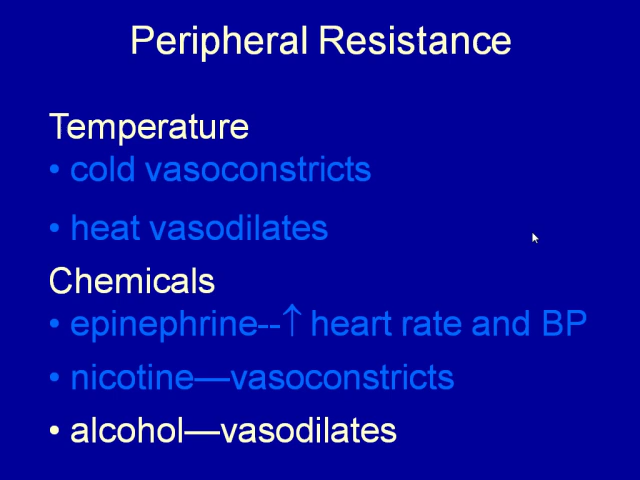 Peripheral Resistance
Temperature
• cold vasoconstricts
• heat vasodilates
Chemicals
• epinephrine--↑ heart rate and BP
• nicotine—vasoconstricts
• alcohol—vasodilates